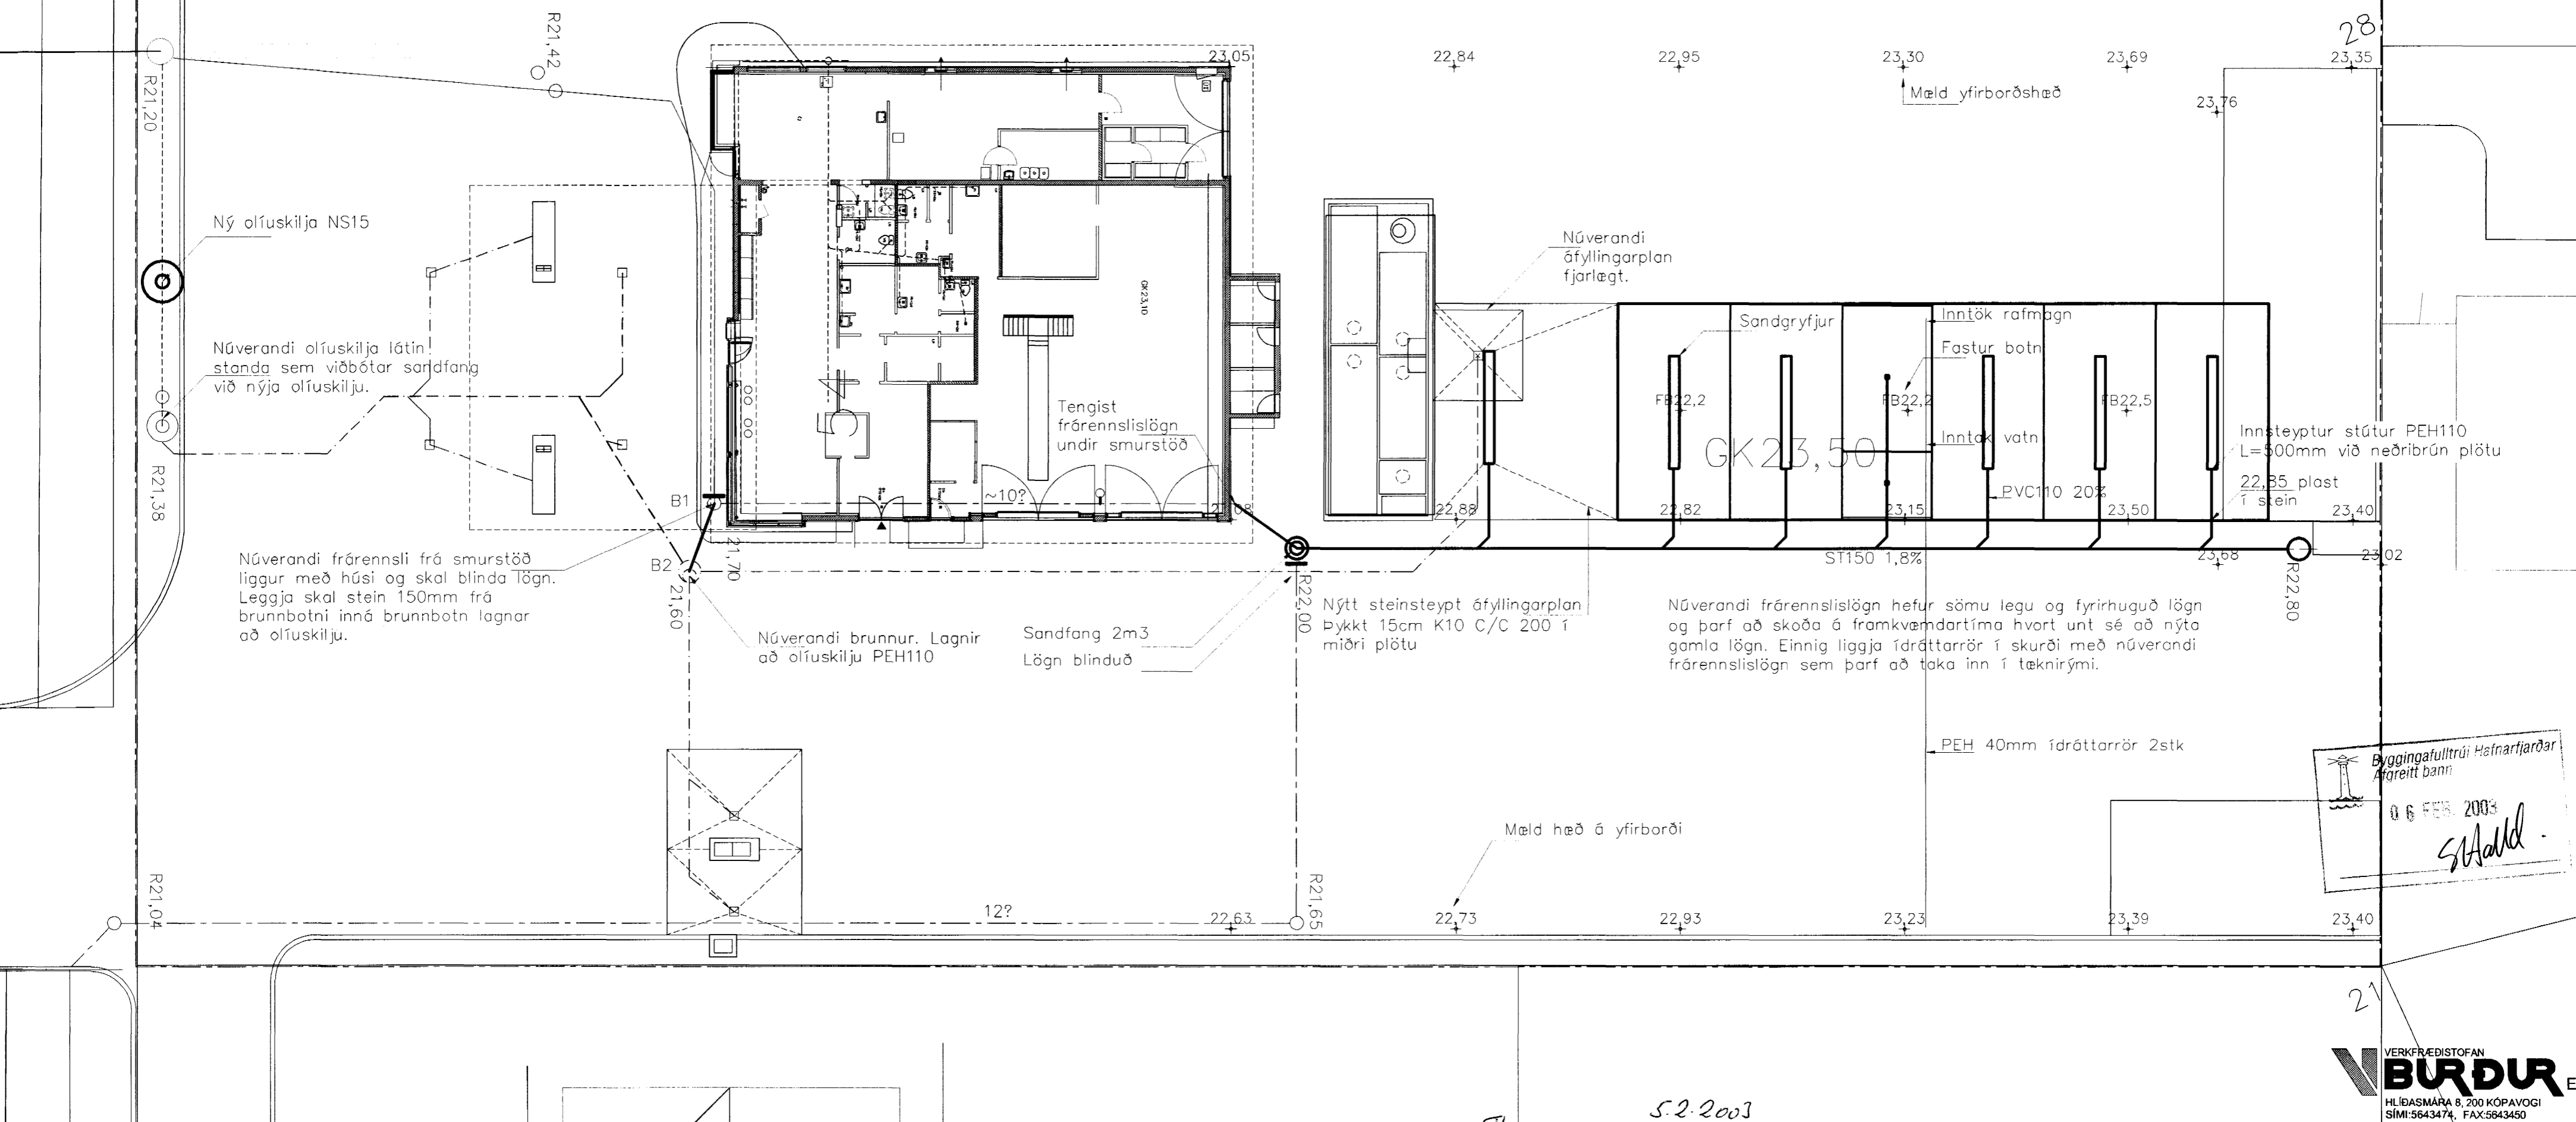 R21,42
R21,20
23,05
22,84
22,95
23,30
23,69
28
23,35
Mæld yfirborðshæð
23,76
Ný olíuskilja NS15
Núverandi
áfyllingarplan
fjarlægt.
GK23,10
Sandgryfjur
Inntök rafmagn
Fastur botn
Núverandi olíuskilja látin
standa sem viðbótar sandfang
við nýja olíuskilju.
Tengist
frárennslislögn
undir smurstöð
FB22,2
FB22,2
FB22,5
GK23,50
Inntak vatn
Innsteyptur stútur PEH110
L=500mm við neðribrún plötu
22,85 plast
í stein
PVC110 20%
R21,38
B1
~10?
22,88
22,82
23,15
23,50
23,40
Núverandi frárennsli frá smurstöð
liggur með húsi og skal blinda lögn.
Leggja skal stein 150mm frá
brunnbotni inná brunnbotn lagnar
að olíuskilju.
B2
21,70
21,60
ST150 1,8%
23,68
23,02
R22,80
R22,00
Núverandi brunnur. Lagnir
að olíuskilju PEH110
Sandfang 2m3
Lögn blinduð
Nýtt steinsteypt áfyllingarplan
Þykkt 15cm K10 C/C 200 í
miðri plötu
Núverandi frárennslislögn hefur sömu legu og fyrirhuguð lögn
og þarf að skoða á framkvæmdartíma hvort unt sé að nýta
gamla lögn. Einnig liggja ídráttarrör í skurði með núverandi
frárennslislögn sem þarf að taka inn í tæknirými.
PEH 40mm ídráttarrör 2stk
Byggingafulltrúi Hafnarfjarðar
Afgreitt þann
06 FEB. 2003
Mæld hæð á yfirborði
R21,04
12?
22,63
R21,65
22,73
22,93
23,23
23,39
23,40
21
VERKFRÆÐISTOFAN
BURÐUR E
HLÍÐASMÁRA 8, 200 KÓPAVOGI
SÍMI:5643474, FAX:5643450
5.2.2003